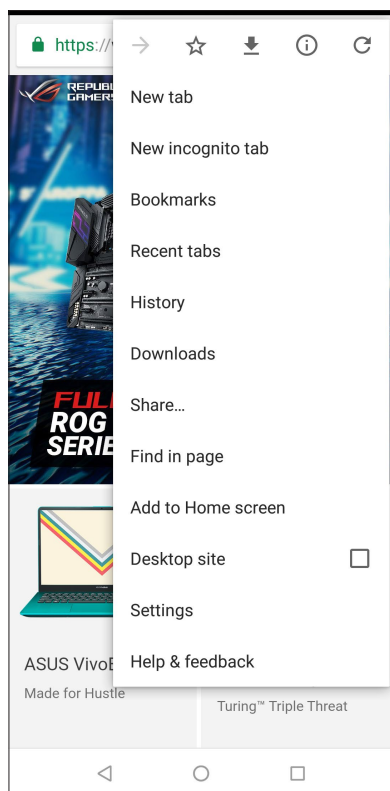 https://
REPUBL
GAMERS
New tab
New incognito tab
Bookmarks
Recent tabs
History
Downloads
Share...
Find in page
Add to Home screen
Desktop site
Settings
Help & feedback
FULL
ROG
SERIE
ASUS VivoB
Made for Hustle
Turing™ Triple Threat